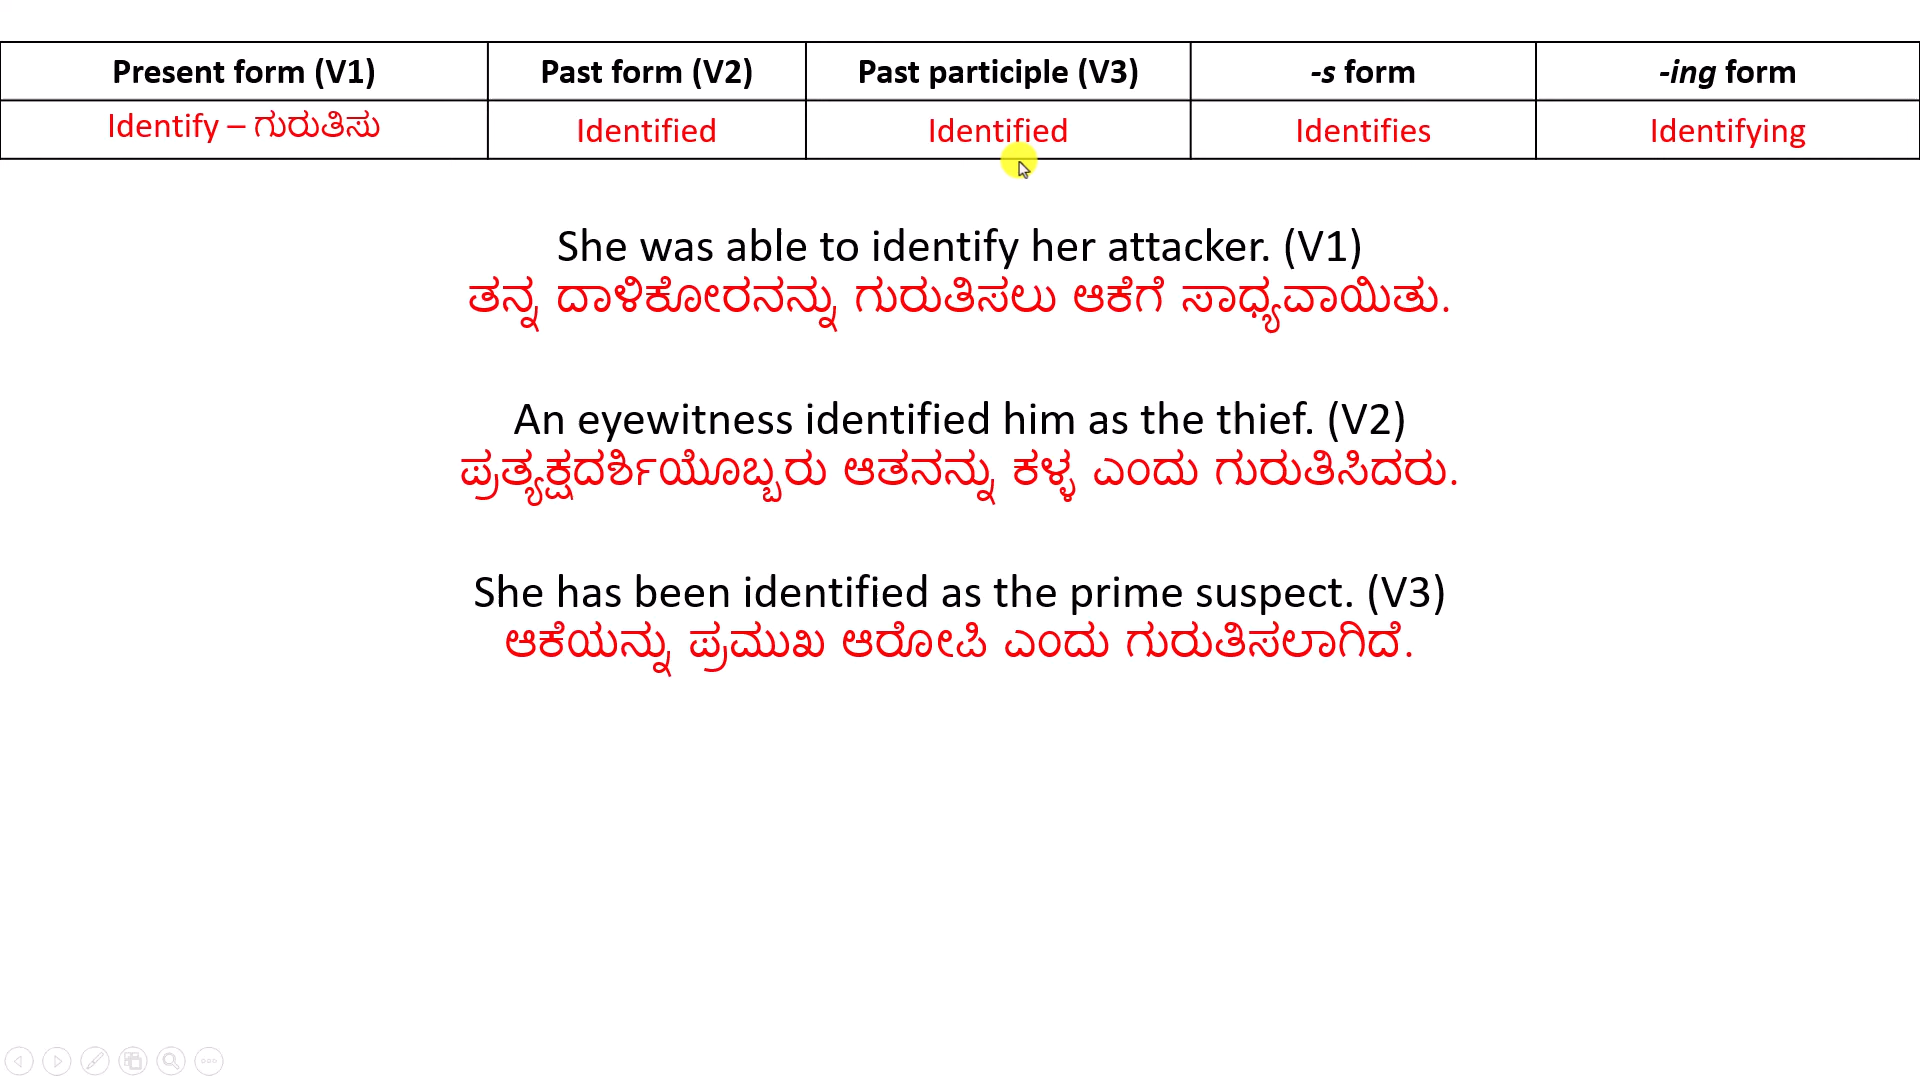 Present form (V1) Past form (V2) Past participle (V3) -s form -ing form
Identify – ಗುರುತಿಸು Identified Identified Identifies Identifying
She was able to identify her attacker. (V1)
ತನ್ನ ದಾಳಿಕೋರನನ್ನು ಗುರುತಿಸಲು ಆಕೆಗೆ ಸಾಧ್ಯವಾಯಿತು.
An eyewitness identified him as the thief. (V2)
ಪ್ರತ್ಯಕ್ಷದರ್ಶಿಯೊಬ್ಬರು ಆತನನ್ನು ಕಳ್ಳ ಎಂದು ಗುರುತಿಸಿದರು.
She has been identified as the prime suspect. (V3)
ಆಕೆಯನ್ನು ಪ್ರಮುಖ ಆರೋಪಿ ಎಂದು ಗುರುತಿಸಲಾಗಿದೆ.